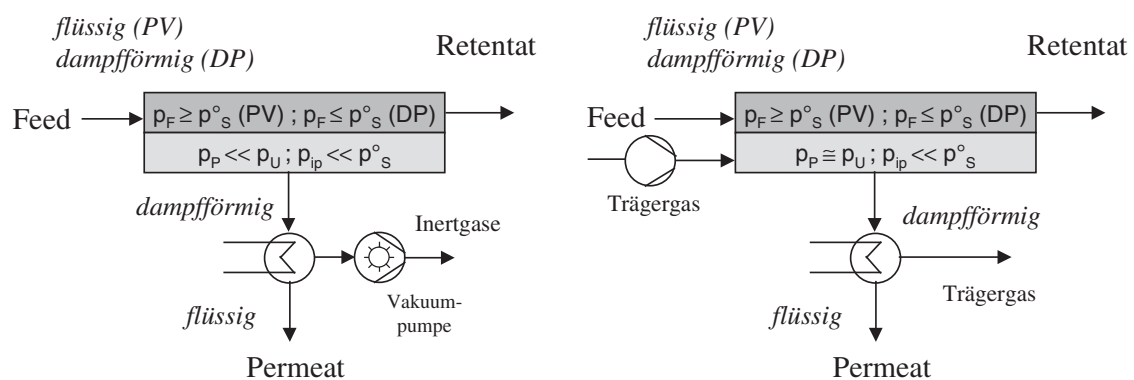 flüssig (PV)
dampfförmig (DP)
Retentat
Feed
p_F ≥ p°_S (PV) ; p_F ≤ p°_S (DP)
p_P << p_U ; p_ip << p°_S
dampfförmig
Inertgase
Vakuum-
pumpe
flüssig
Permeat
flüssig (PV)
dampfförmig (DP)
Retentat
Feed
p_F ≥ p°_S (PV) ; p_F ≤ p°_S (DP)
p_P ≅ p_U ; p_ip << p°_S
Trägergas
dampfförmig
Trägergas
flüssig
Permeat